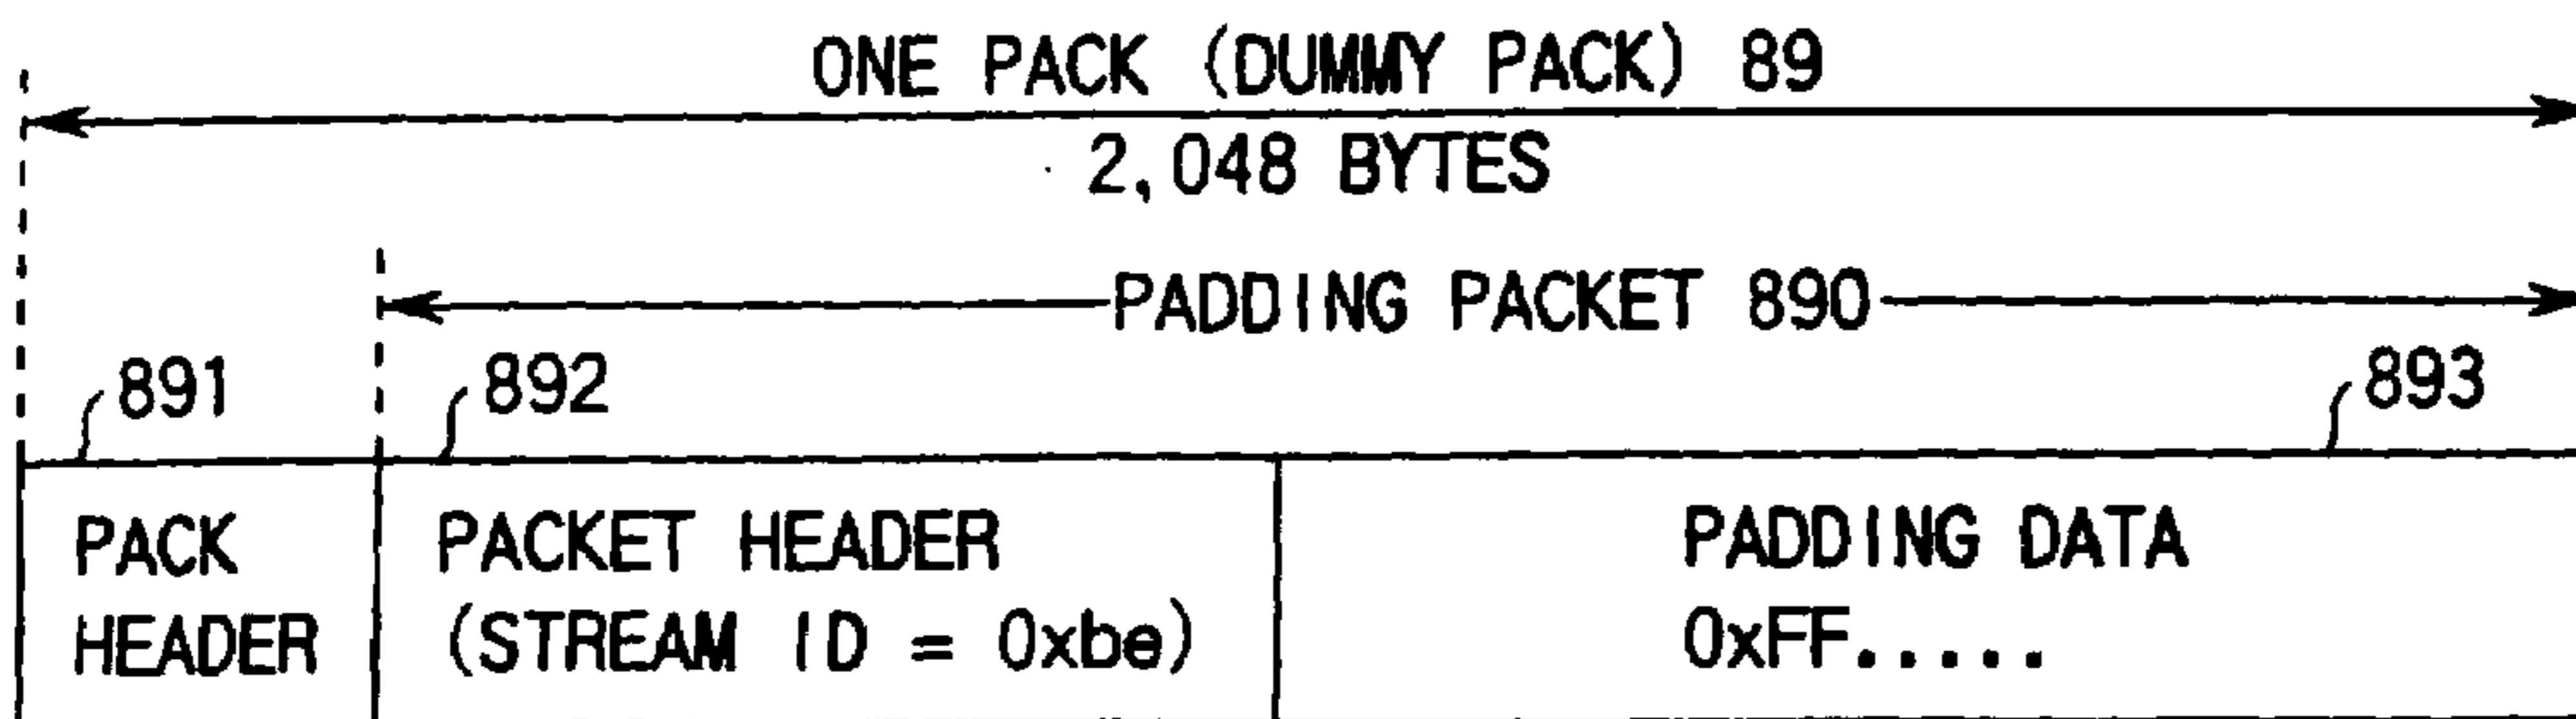 ONE PACK (DUMMY PACK) 89
2,048 BYTES
PADDING PACKET 890
891
892
893
PACK
HEADER
PACKET HEADER
(STREAM ID = 0xbe)
PADDING DATA
0xFF.....